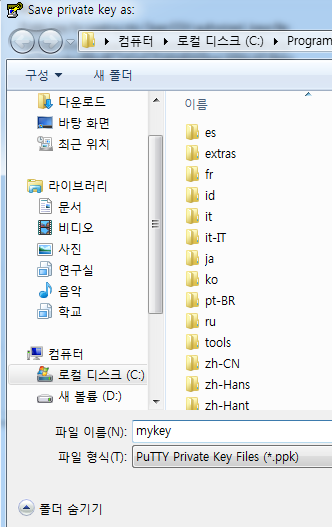 Save private key as:
컴퓨터 로컬 디스크 (C:) Program
구성 새 폴더
다운로드
바탕 화면
최근 위치
라이브러리
문서
비디오
사진
연구실
음악
학교
컴퓨터
로컬 디스크 (C:)
새 볼륨 (D:)
이름
es
extras
fr
id
it
it-IT
ja
ko
pt-BR
ru
tools
zh-CN
zh-Hans
zh-Hant
파일 이름(N): mykey
파일 형식(T): PuTTY Private Key Files (*.ppk)
폴더 숨기기